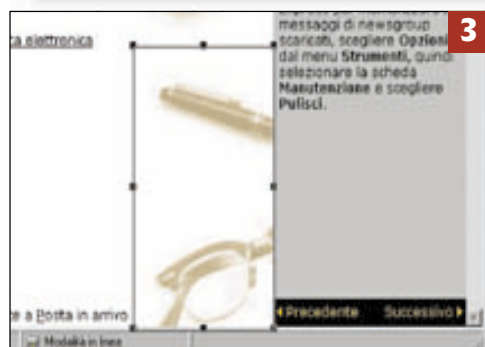 3
messaggi di newsgroup
scaricati, scegliere Opzioni
dal menu Strumenti, quindi
selezionare la scheda
Manutenzione e scegliere
Pulisci.
ta elettronica
te a Posta in arrivo
Precedente Successivo
Modalità in linea